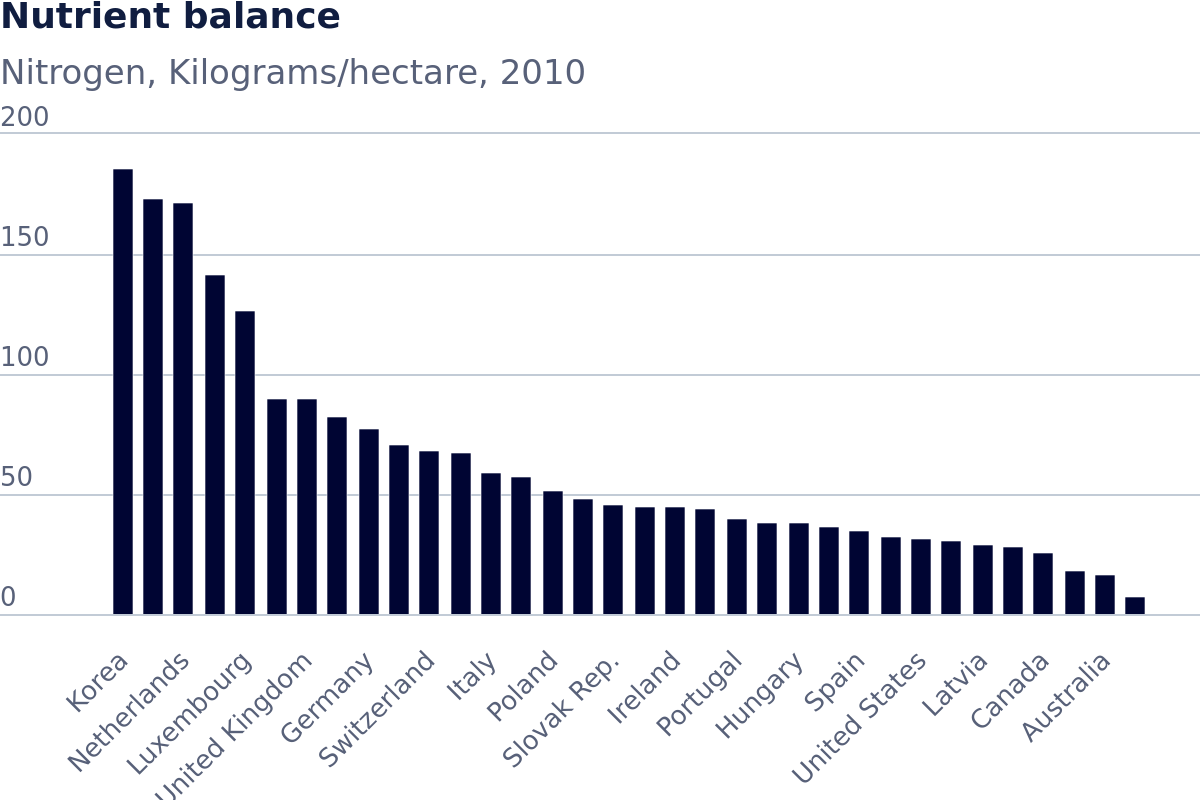 Nutrient balance
Nitrogen, Kilograms/hectare, 2010
200
150
100
50
0
Korea
Netherlands
Luxembourg
United Kingdom
Germany
Switzerland
Italy
Poland
Slovak Rep.
Ireland
Portugal
Hungary
Spain
United States
Latvia
Canada
Australia